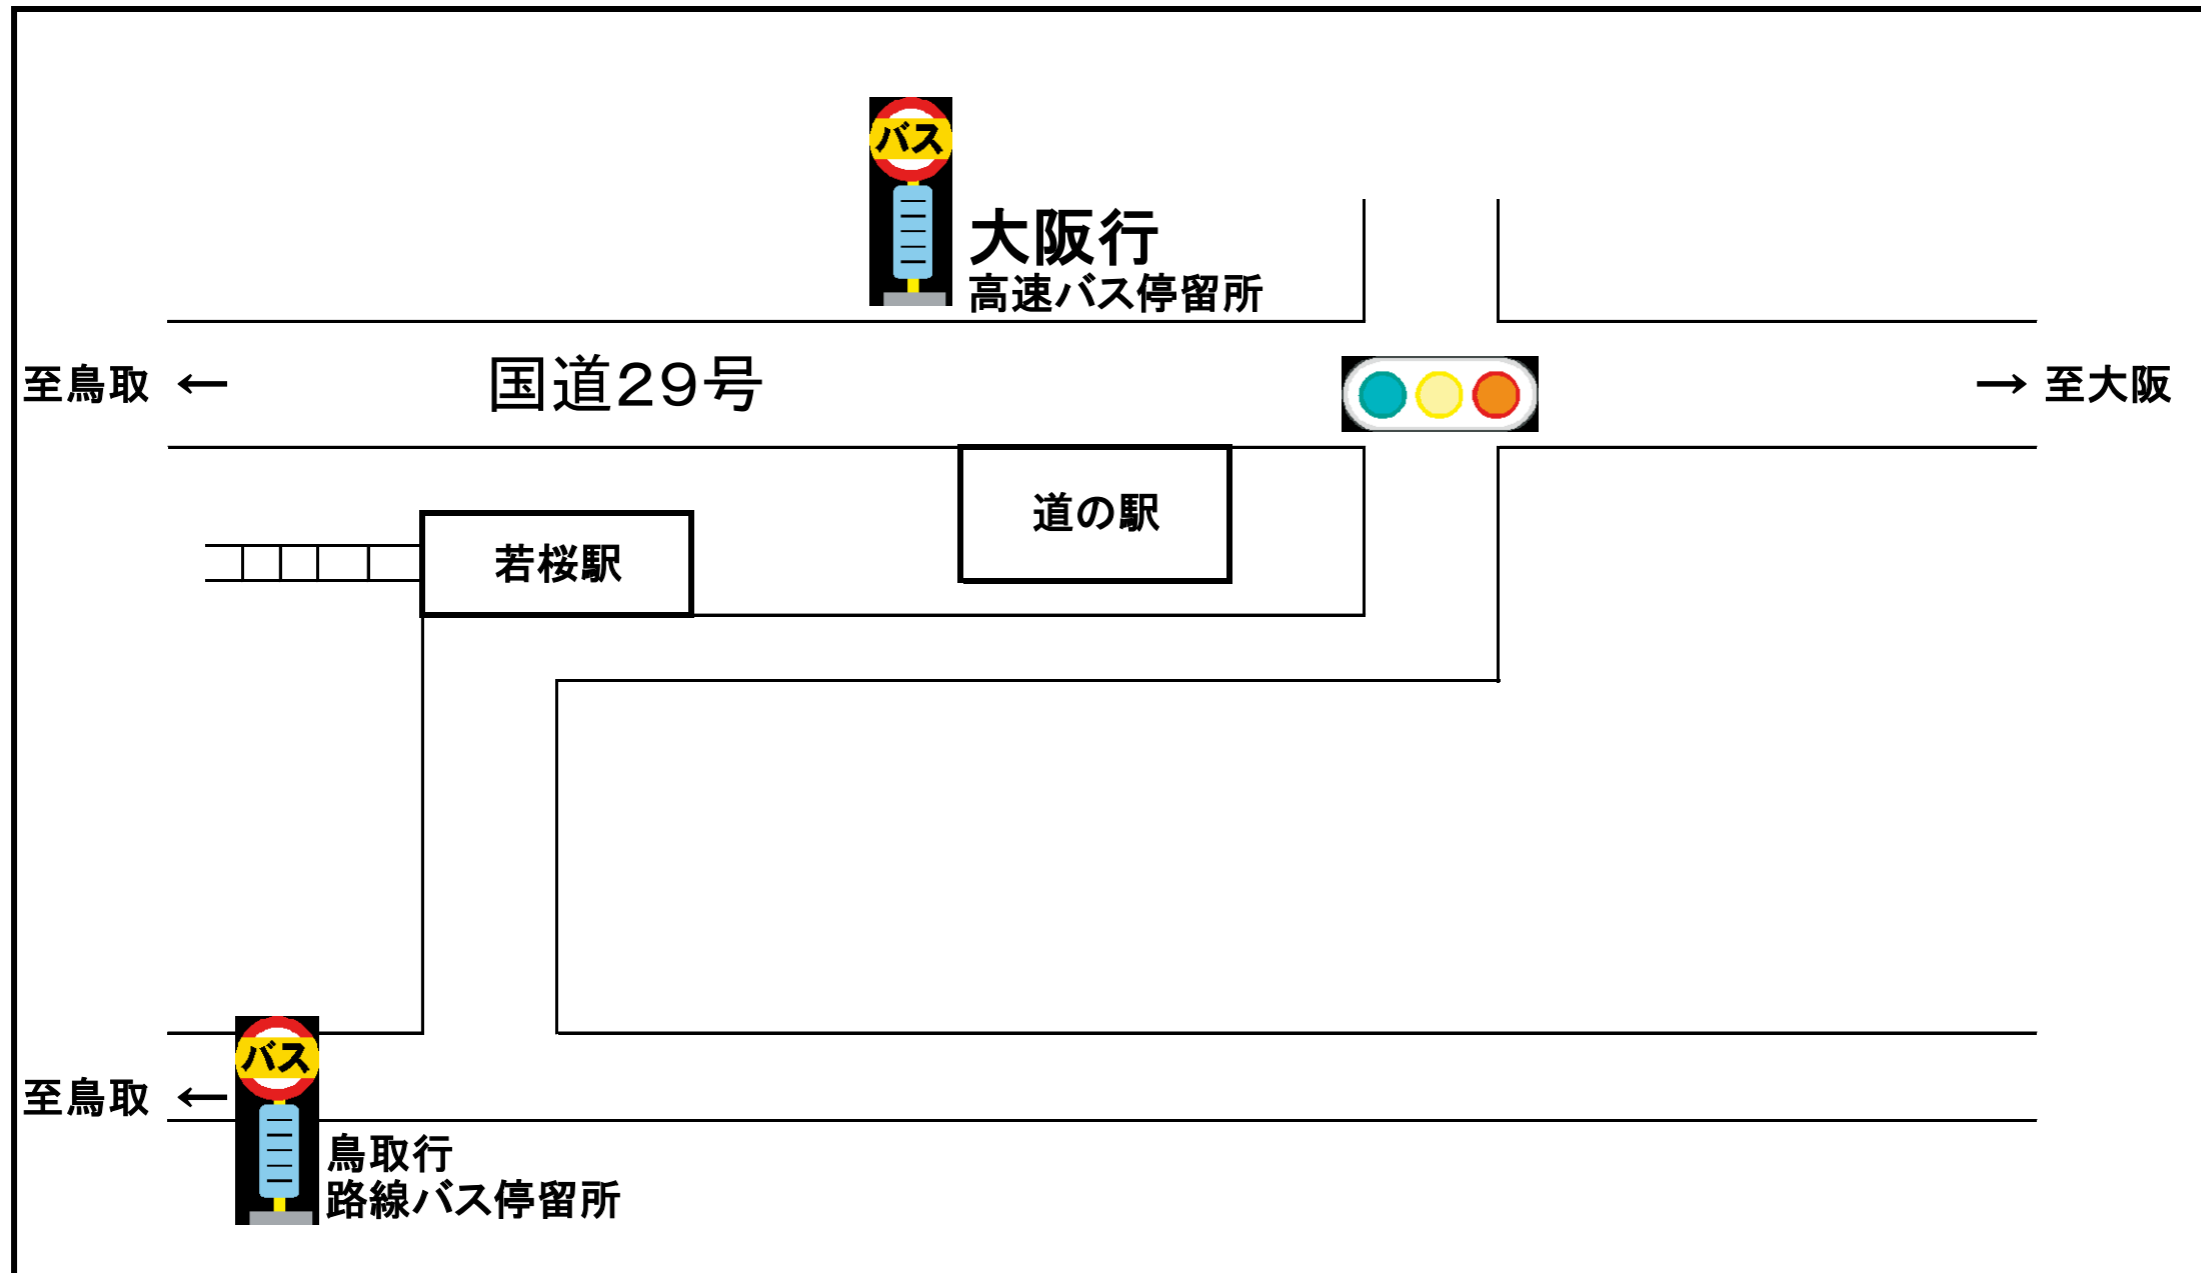 バス
大阪行
高速バス停留所
至鳥取 ←
国道29号
→ 至大阪
道の駅
若桜駅
バス
至鳥取 ←
鳥取行
路線バス停留所